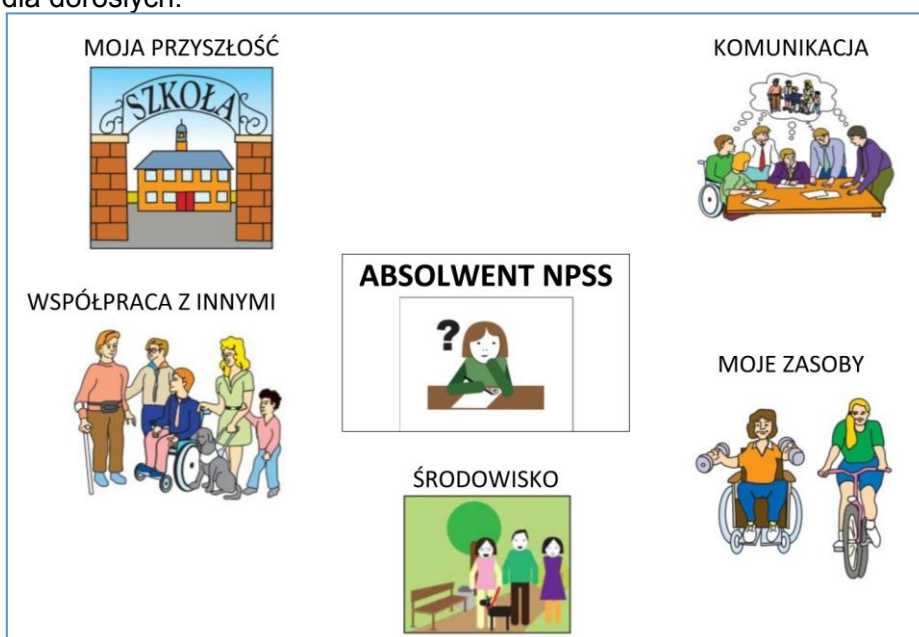 dla dorosłych.
MOJA PRZYSZŁOŚĆ
KOMUNIKACJA
SZKOŁA
ABSOLWENT NPSS
?
WSPÓŁPRACA Z INNYMI
MOJE ZASOBY
ŚRODOWISKO